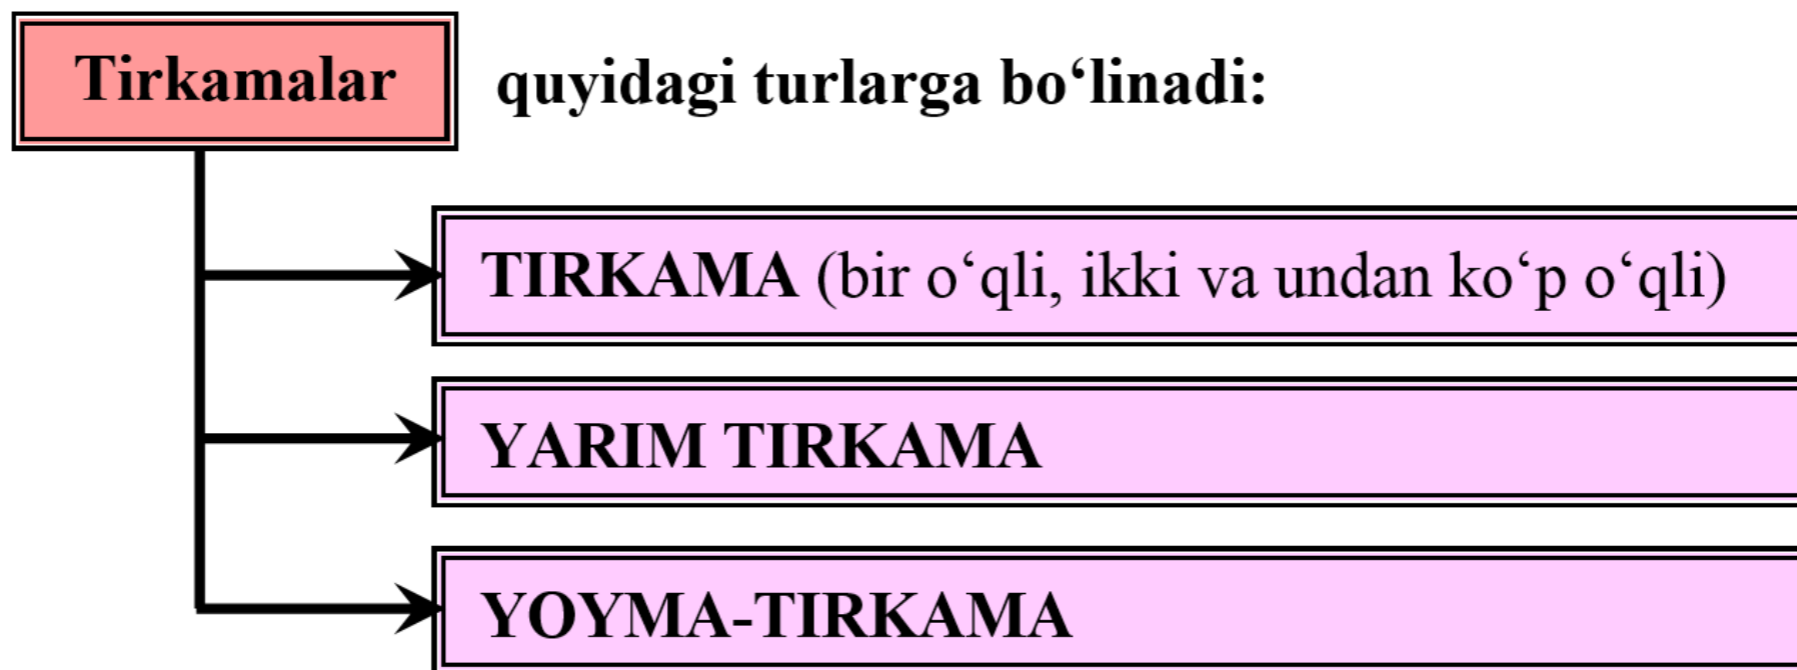 Tirkamalar quyidagi turlarga bo‘linadi:
TIRKAMA (bir o‘qli, ikki va undan ko‘p o‘qli)
YARIM TIRKAMA
YOYMA-TIRKAMA